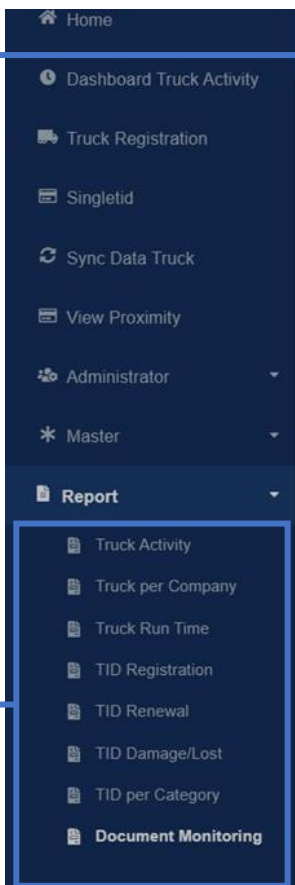 Home
Dashboard Truck Activity
Truck Registration
Singletid
Sync Data Truck
View Proximity
Administrator
Master
Report
Truck Activity
Truck per Company
Truck Run Time
TID Registration
TID Renewal
TID Damage/Lost
TID per Category
Document Monitoring